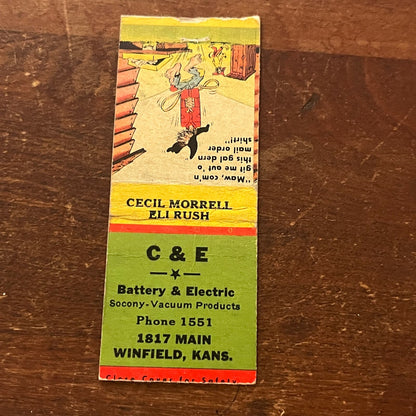 "Maw, com'n
git me out'o
this gal dern
mail order
shirt!"
CECIL MORRELL
ELI RUSH
C & E
Battery & Electric
Socony-Vacuum Products
Phone 1551
1817 MAIN
WINFIELD, KANS.
Close Cover for Safety